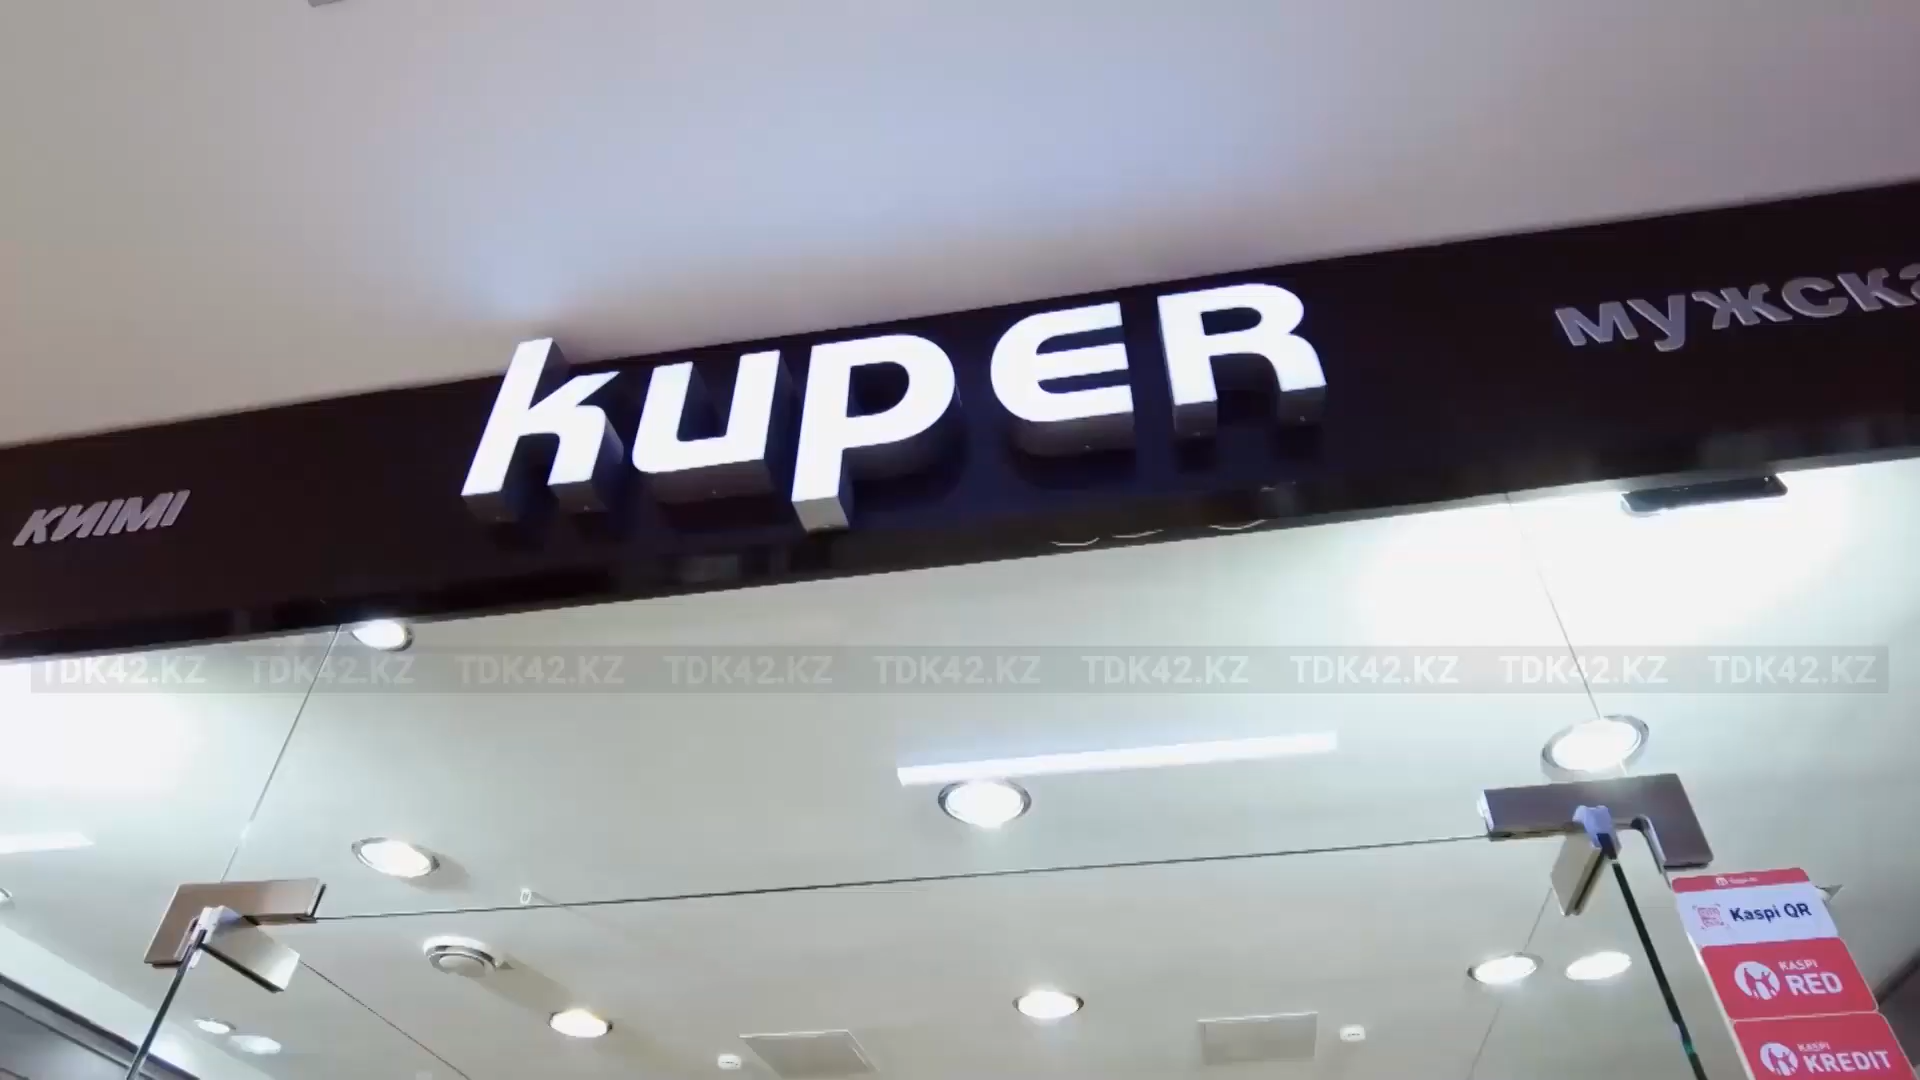 КИІМІ
kupER
мужска
TDK42.KZ TDK42.KZ TDK42.KZ TDK42.KZ TDK42.KZ TDK42.KZ TDK42.KZ TDK42.KZ TDK42.KZ
Kaspi QR
KASPI
RED
KASPI
KREDIT